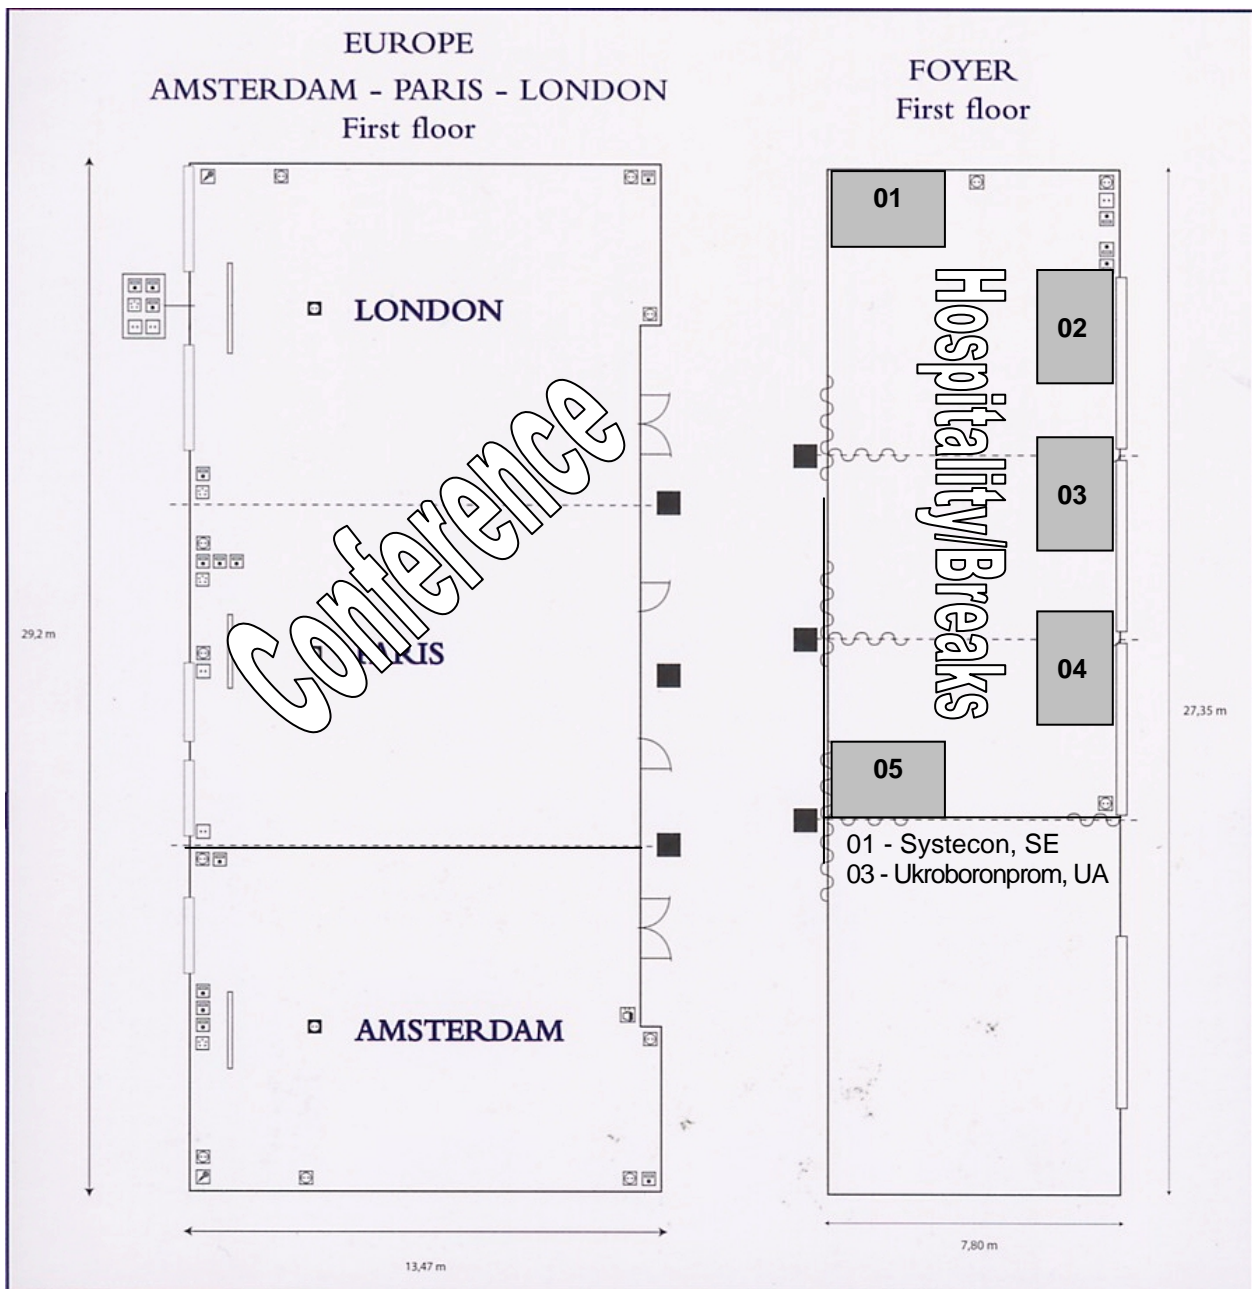 EUROPE
AMSTERDAM - PARIS - LONDON
First floor
LONDON
Conference
PARIS
AMSTERDAM
29,2 m
13,47 m
FOYER
First floor
01
02
Hospitality/Breaks
03
04
05
01 - Systecon, SE
03 - Ukroboronprom, UA
27,35 m
7,80 m